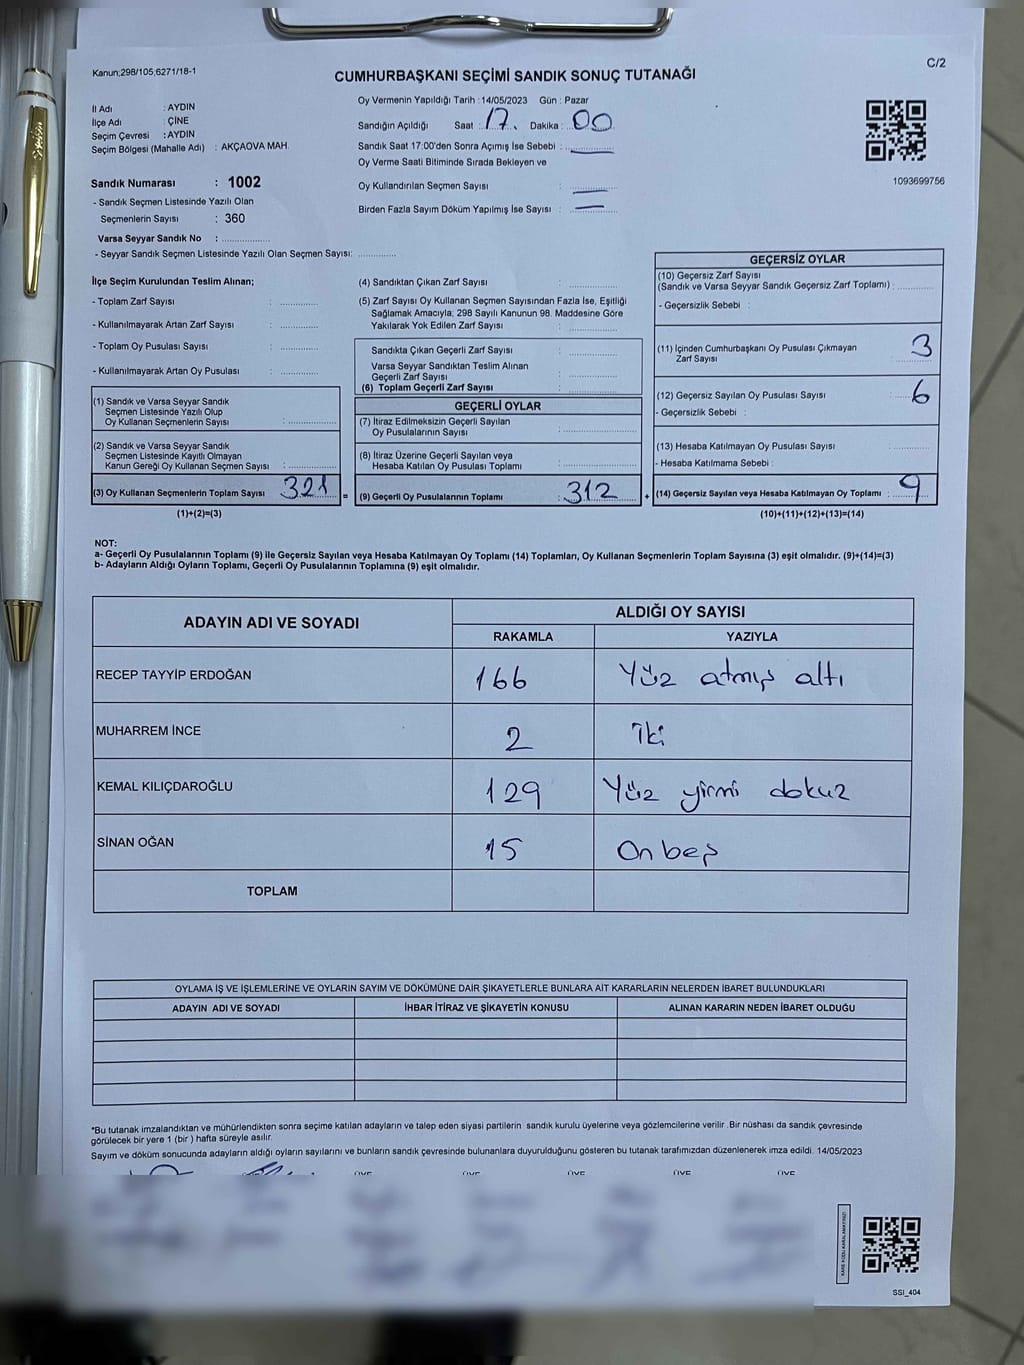 Kanun;298/105;6271/18-1
C/2
CUMHURBAŞKANI SEÇİMİ SANDIK SONUÇ TUTANAĞI
İl Adı : AYDIN
İlçe Adı : ÇİNE
Seçim Çevresi : AYDIN
Seçim Bölgesi (Mahalle Adı) : AKÇAOVA MAH.
Sandık Numarası : 1002
- Sandık Seçmen Listesinde Yazılı Olan
Seçmenlerin Sayısı : 360
Varsa Seyyar Sandık No : ..................
- Seyyar Sandık Seçmen Listesinde Yazılı Olan Seçmen Sayısı: ..............
Oy Vermenin Yapıldığı Tarih : 14/05/2023 Gün : Pazar
Sandığın Açıldığı Saat : 17. Dakika : 00
Sandık Saat 17:00'den Sonra Açımış İse Sebebi : —
Oy Verme Saati Bitiminde Sırada Bekleyen ve
Oy Kullandırılan Seçmen Sayısı : —
Birden Fazla Sayım Döküm Yapılmış İse Sayısı : —
1093699756
İlçe Seçim Kurulundan Teslim Alınan;
- Toplam Zarf Sayısı : ..............
- Kullanılmayarak Artan Zarf Sayısı : ..............
- Toplam Oy Pusulası Sayısı : ..............
- Kullanılmayarak Artan Oy Pusulası : ..............
(1) Sandık ve Varsa Seyyar Sandık
Seçmen Listesinde Yazılı Olup
Oy Kullanan Seçmenlerin Sayısı : ..............
(2) Sandık ve Varsa Seyyar Sandık
Seçmen Listesinde Kayıtlı Olmayan
Kanun Gereği Oy Kullanan Seçmen Sayısı : ..............
(3) Oy Kullanan Seçmenlerin Toplam Sayısı 321 =
(1)+(2)=(3)
(4) Sandıktan Çıkan Zarf Sayısı : ..............
(5) Zarf Sayısı Oy Kullanan Seçmen Sayısından Fazla İse, Eşitliği
Sağlamak Amacıyla, 298 Sayılı Kanunun 98. Maddesine Göre
Yakılarak Yok Edilen Zarf Sayısı : ..............
Sandıkta Çıkan Geçerli Zarf Sayısı : ..............
Varsa Seyyar Sandıktan Teslim Alınan
Geçerli Zarf Sayısı : ..............
(6) Toplam Geçerli Zarf Sayısı : ..............
GEÇERLİ OYLAR
(7) İtiraz Edilmeksizin Geçerli Sayılan
Oy Pusulalarının Sayısı : ..............
(8) İtiraz Üzerine Geçerli Sayılan veya
Hesaba Katılan Oy Pusulası Toplamı : ..............
(9) Geçerli Oy Pusulalarının Toplamı : 312 +
GEÇERSİZ OYLAR
(10) Geçersiz Zarf Sayısı
(Sandık ve Varsa Seyyar Sandık Geçersiz Zarf Toplamı) : ..........
- Geçersizlik Sebebi :
(11) İçinden Cumhurbaşkanı Oy Pusulası Çıkmayan 3
Zarf Sayısı
(12) Geçersiz Sayılan Oy Pusulası Sayısı : 6
- Geçersizlik Sebebi :
(13) Hesaba Katılmayan Oy Pusulası Sayısı : ..........
- Hesaba Katılmama Sebebi :
(14) Geçersiz Sayılan veya Hesaba Katılmayan Oy Toplamı : 9
(10)+(11)+(12)+(13)=(14)
NOT:
a- Geçerli Oy Pusulalarının Toplamı (9) ile Geçersiz Sayılan veya Hesaba Katılmayan Oy Toplamı (14) Toplamları, Oy Kullanan Seçmenlerin Toplam Sayısına (3) eşit olmalıdır. (9)+(14)=(3)
b- Adayların Aldığı Oyların Toplamı, Geçerli Oy Pusulalarının Toplamına (9) eşit olmalıdır.
ADAYIN ADI VE SOYADI ALDIĞI OY SAYISI
RAKAMLA YAZIYLA
RECEP TAYYİP ERDOĞAN 166 Yüz atmış altı
MUHARREM İNCE 2 İki
KEMAL KILIÇDAROĞLU 129 Yüz yirmi dokuz
SİNAN OĞAN 15 On beş
TOPLAM
OYLAMA İŞ VE İŞLEMLERİNE VE OYLARIN SAYIM VE DÖKÜMÜNE DAİR ŞİKAYETLERLE BUNLARA AİT KARARLARIN NELERDEN İBARET BULUNDUKLARI
ADAYIN ADI VE SOYADI İHBAR İTİRAZ VE ŞİKAYETİN KONUSU ALINAN KARARIN NEDEN İBARET OLDUĞU
*Bu tutanak imzalandıktan ve mühürlendikten sonra seçime katılan adayların ve talep eden siyasi partilerin sandık kurulu üyelerine veya gözlemcilerine verilir .Bir nüshası da sandık çevresinde
görülecek bir yere 1 (bir ) hafta süreyle asılır.
Sayım ve döküm sonucunda adayların aldığı oyların sayılarını ve bunların sandık çevresinde bulunanlara duyurulduğunu gösteren bu tutanak tarafımızdan düzenlenerek imza edildi. 14/05/2023
ÜYE ÜYE ÜYE ÜYE ÜYE
SSI_404